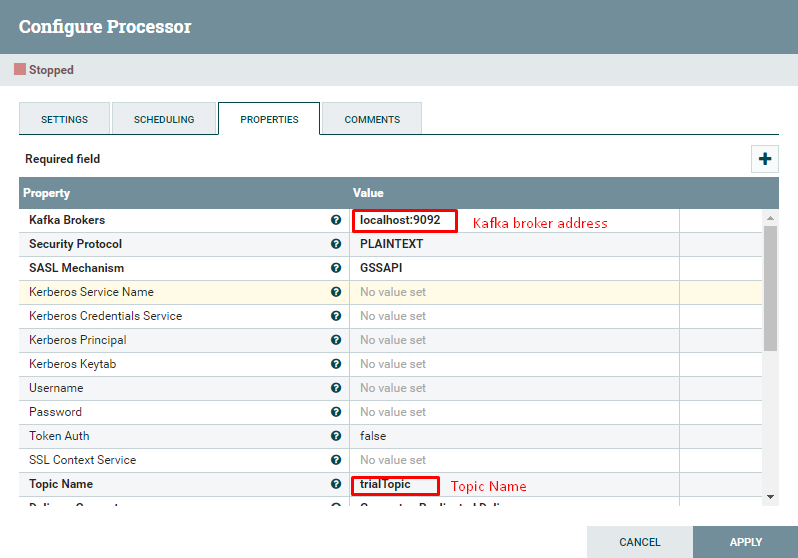 Configure Processor
Stopped
SETTINGS SCHEDULING PROPERTIES COMMENTS
Required field
Property Value
Kafka Brokers localhost:9092 Kafka broker address
Security Protocol PLAINTEXT
SASL Mechanism GSSAPI
Kerberos Service Name No value set
Kerberos Credentials Service No value set
Kerberos Principal No value set
Kerberos Keytab No value set
Username No value set
Password No value set
Token Auth false
SSL Context Service No value set
Topic Name trialTopic Topic Name
CANCEL APPLY